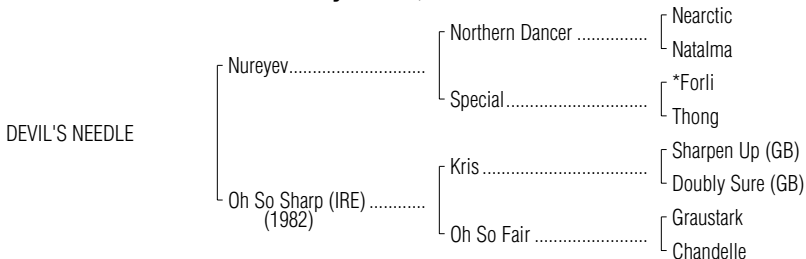 Nearctic
Northern Dancer ...............
Natalma
Nureyev.............................
*Forli
Special..............................
Thong
DEVIL'S NEEDLE
Sharpen Up (GB)
Kris ...................................
Doubly Sure (GB)
Oh So Sharp (IRE) ............
(1982)
Graustark
Oh So Fair ........................
Chandelle